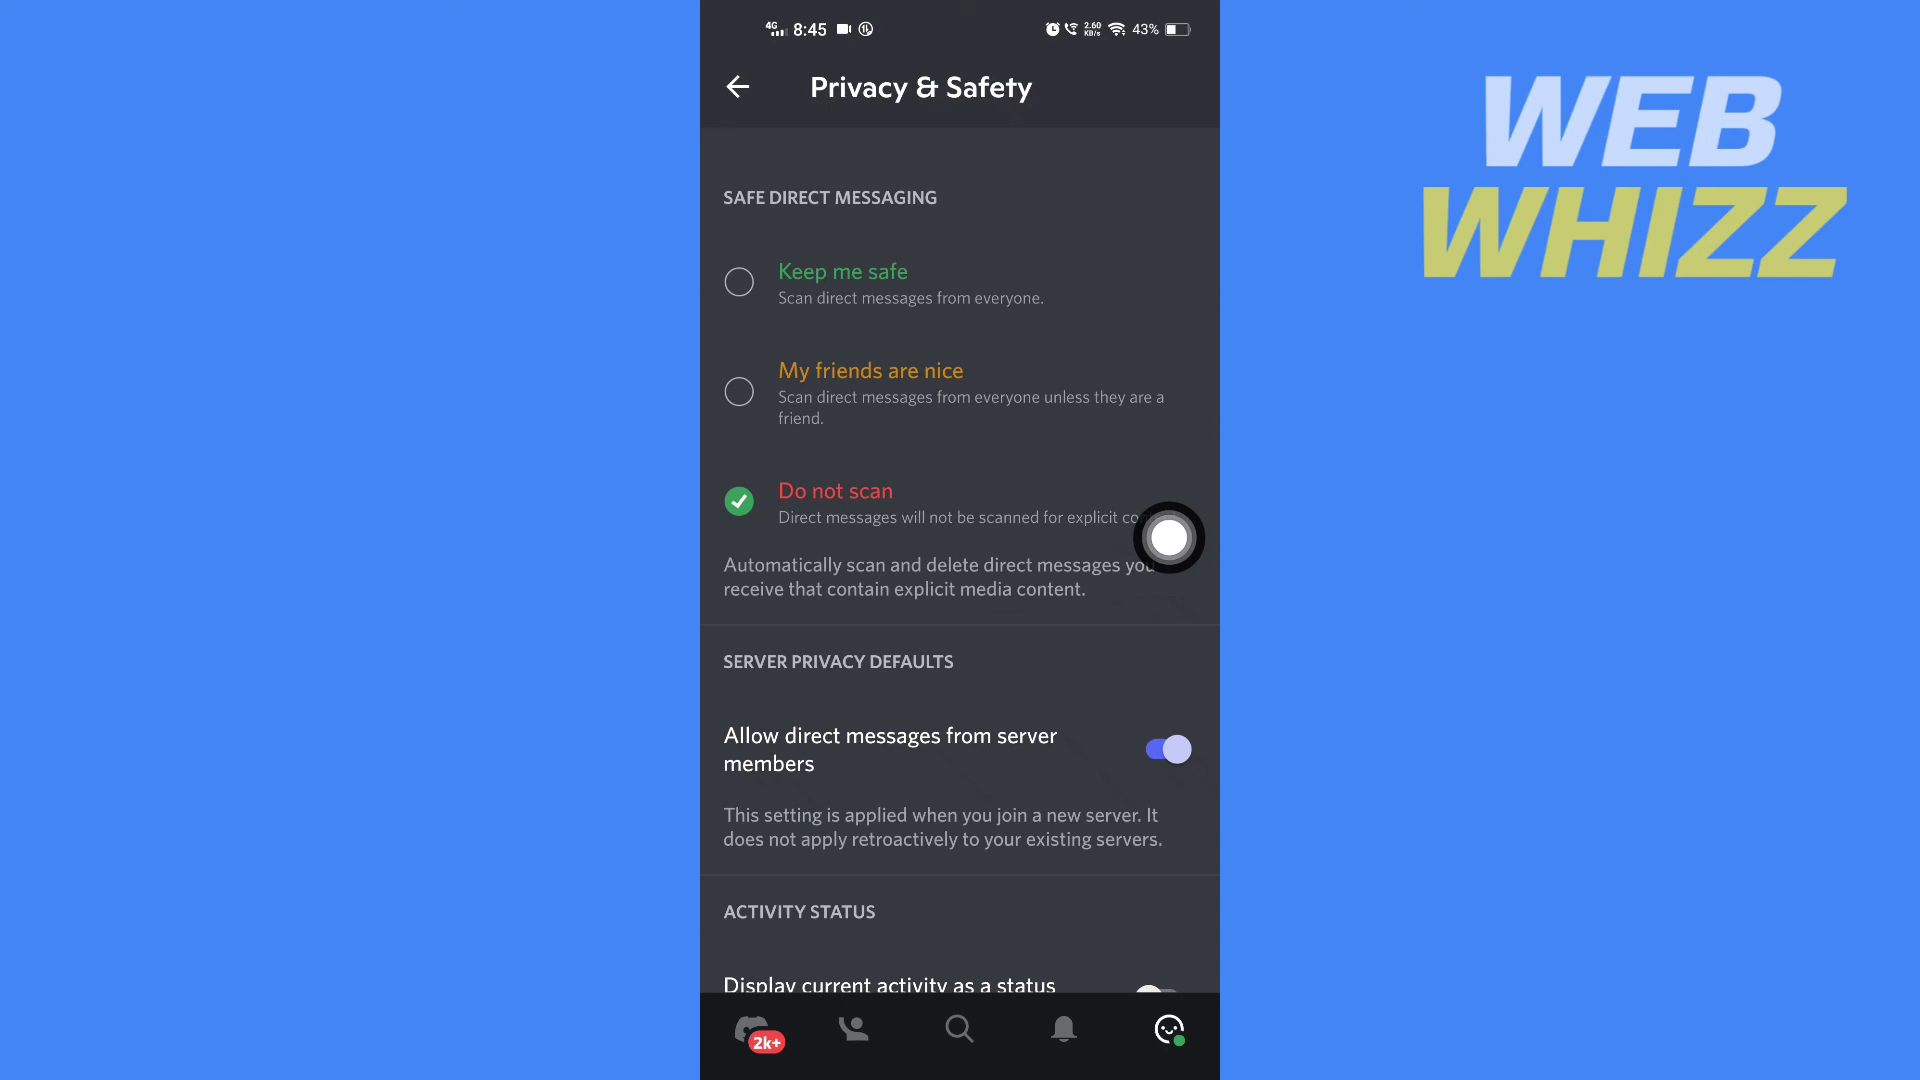 4G 8:45
2.60 KB/s 43%
WEB
WHIZZ
Privacy & Safety
SAFE DIRECT MESSAGING
Keep me safe
Scan direct messages from everyone.
My friends are nice
Scan direct messages from everyone unless they are a
friend.
Do not scan
Direct messages will not be scanned for explicit
Automatically scan and delete direct messages you
receive that contain explicit media content.
SERVER PRIVACY DEFAULTS
Allow direct messages from server
members
This setting is applied when you join a new server. It
does not apply retroactively to your existing servers.
ACTIVITY STATUS
Display current activity as a status
2k+